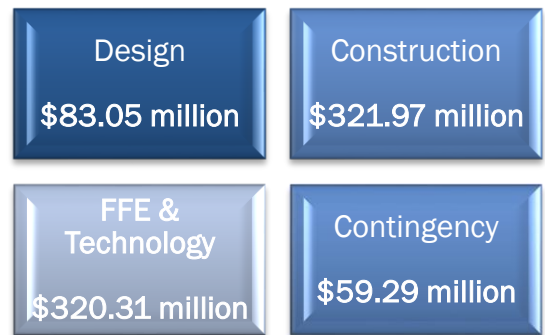 Design
$83.05 million
Construction
$321.97 million
FFE &
Technology
$320.31 million
Contingency
$59.29 million